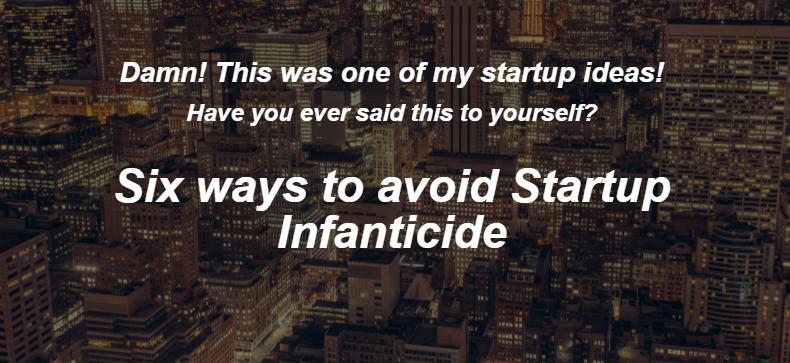 Damn! This was one of my startup ideas!
Have you ever said this to yourself?
Six ways to avoid Startup
Infanticide